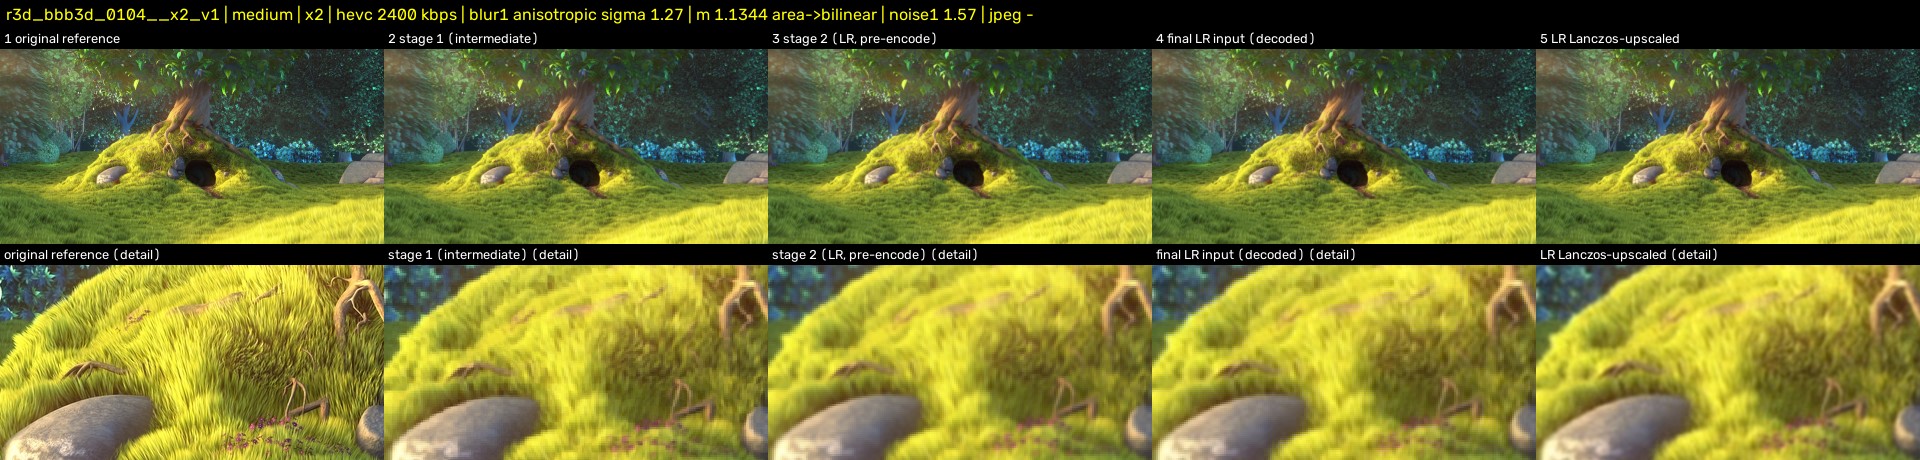 r3d_bbb3d_0104__x2_v1 | medium | x2 | hevc 2400 kbps | blur1 anisotropic sigma 1.27 | m 1.1344 area->bilinear | noise1 1.57 | jpeg -
1 original reference
2 stage 1 (intermediate)
3 stage 2 (LR, pre-encode)
4 final LR input (decoded)
5 LR Lanczos-upscaled
original reference (detail)
stage 1 (intermediate) (detail)
stage 2 (LR, pre-encode) (detail)
final LR input (decoded) (detail)
LR Lanczos-upscaled (detail)